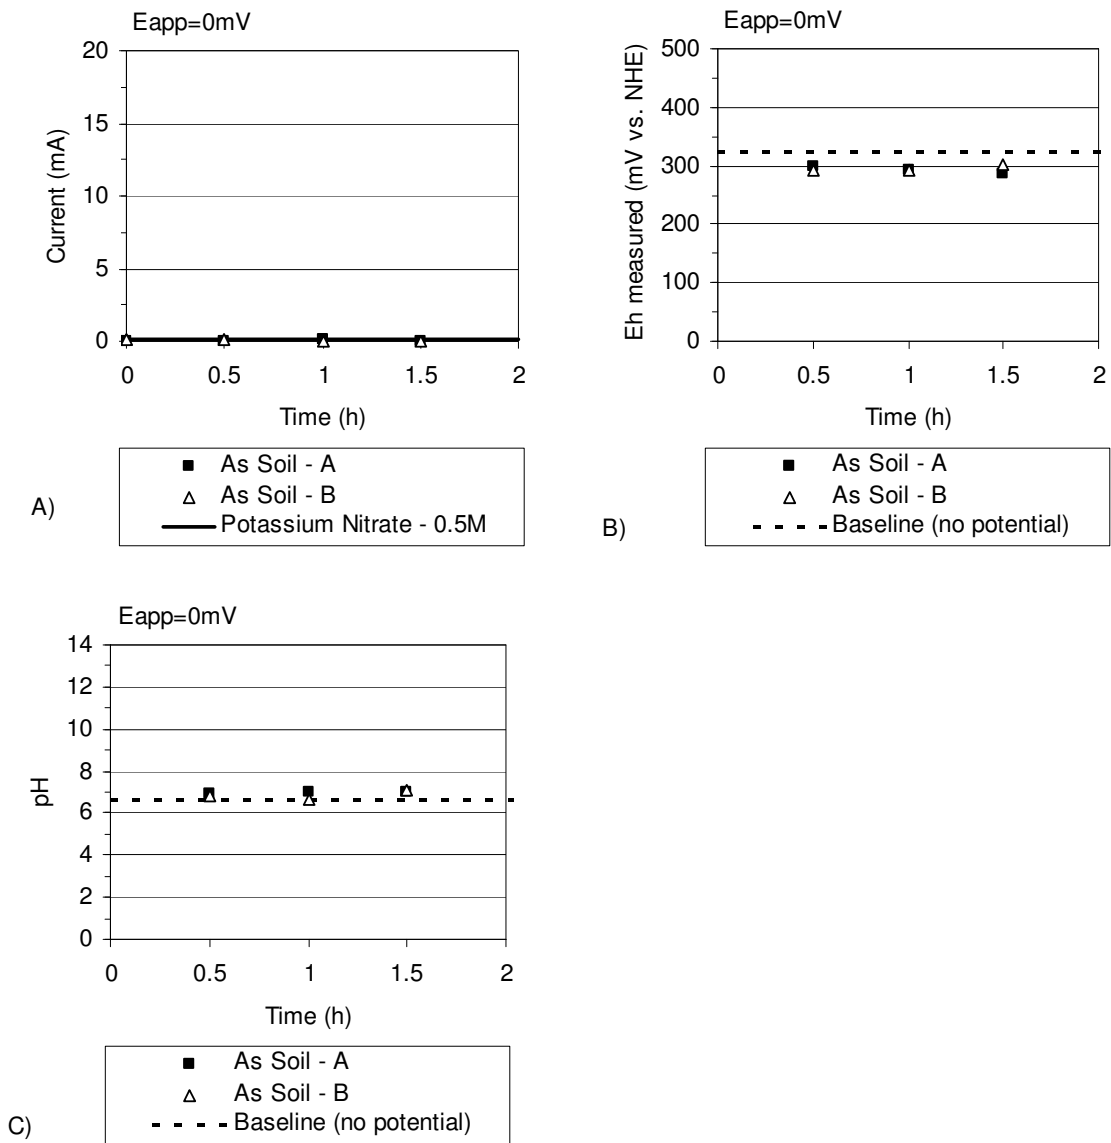 Eapp=0mV
20
15
10
5
0
Current (mA)
0 0.5 1 1.5 2
Time (h)
As Soil - A
As Soil - B
Potassium Nitrate - 0.5M
A)
Eapp=0mV
500
400
300
200
100
0
Eh measured (mV vs. NHE)
0 0.5 1 1.5 2
Time (h)
As Soil - A
As Soil - B
Baseline (no potential)
B)
Eapp=0mV
14
12
10
8
6
4
2
0
pH
0 0.5 1 1.5 2
Time (h)
As Soil - A
As Soil - B
Baseline (no potential)
C)